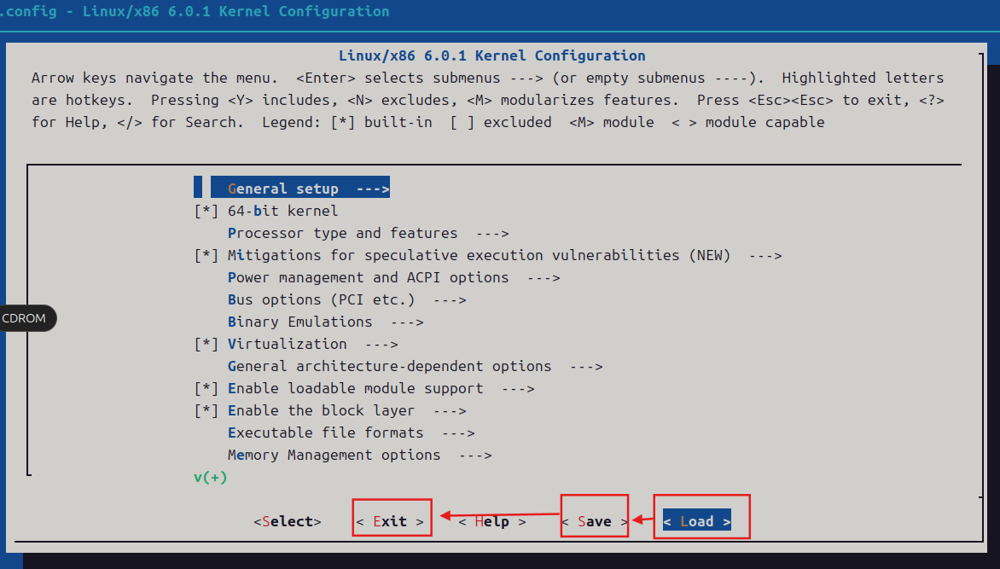 .config - Linux/x86 6.0.1 Kernel Configuration
Linux/x86 6.0.1 Kernel Configuration
Arrow keys navigate the menu.  <Enter> selects submenus ---> (or empty submenus ----).  Highlighted letters
are hotkeys.  Pressing <Y> includes, <N> excludes, <M> modularizes features.  Press <Esc><Esc> to exit, <?>
for Help, </> for Search.  Legend: [*] built-in  [ ] excluded  <M> module  < > module capable
General setup  --->
[*] 64-bit kernel
Processor type and features  --->
[*] Mitigations for speculative execution vulnerabilities (NEW)  --->
Power management and ACPI options  --->
Bus options (PCI etc.)  --->
CDROM
Binary Emulations  --->
[*] Virtualization  --->
General architecture-dependent options  --->
[*] Enable loadable module support  --->
[*] Enable the block layer  --->
Executable file formats  --->
Memory Management options  --->
v(+)
<Select>    < Exit >    < Help >    < Save >    < Load >